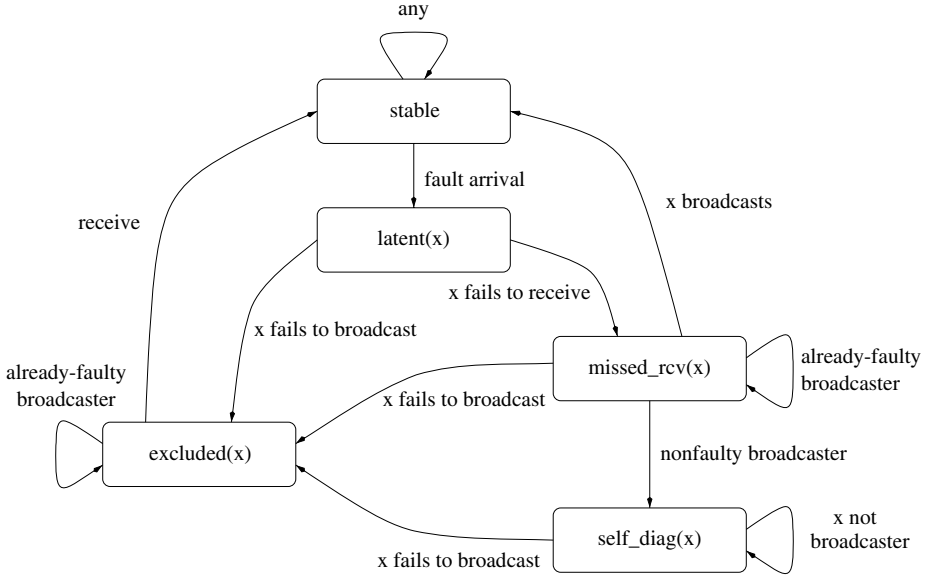 any
stable
fault arrival
x broadcasts
receive
latent(x)
x fails to receive
x fails to broadcast
already-faulty
broadcaster
missed_rcv(x)
already-faulty
broadcaster
x fails to broadcast
excluded(x)
nonfaulty broadcaster
x not
broadcaster
self_diag(x)
x fails to broadcast